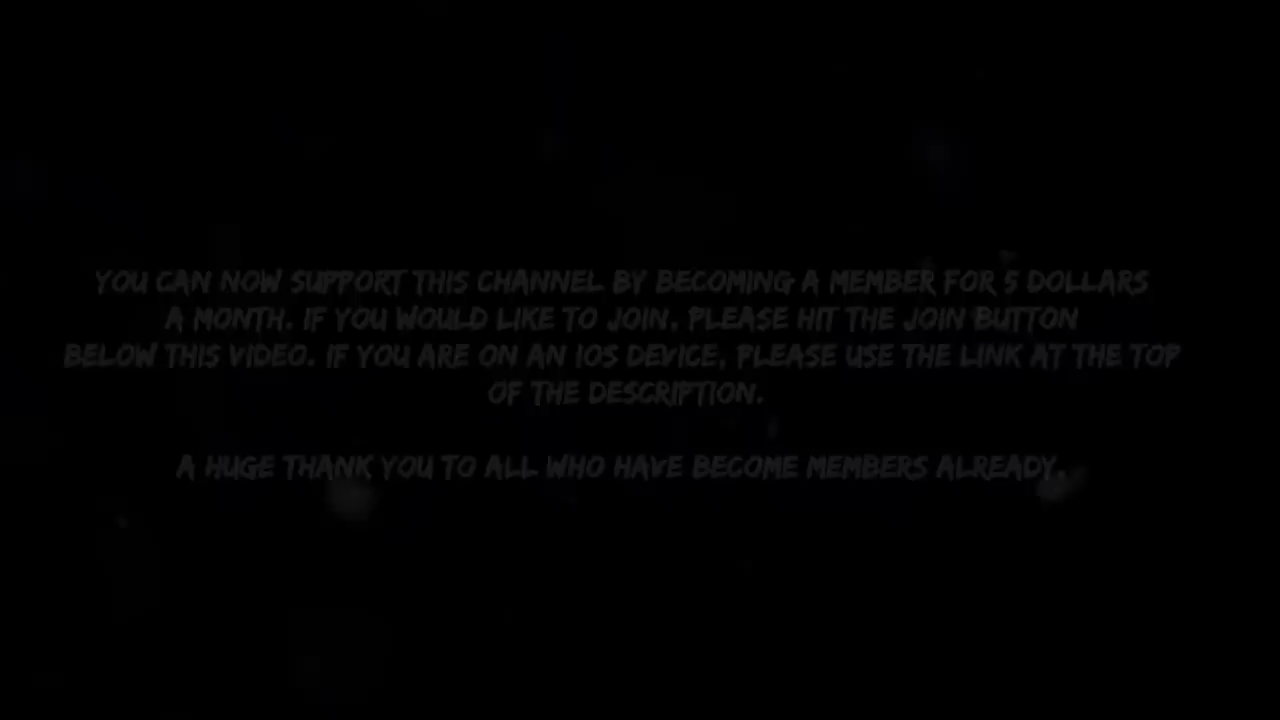 YOU CAN NOW SUPPORT THIS CHANNEL BY BECOMING A MEMBER FOR 5 DOLLARS
A MONTH. IF YOU WOULD LIKE TO JOIN, PLEASE HIT THE JOIN BUTTON
BELOW THIS VIDEO. IF YOU ARE ON AN IOS DEVICE, PLEASE USE THE LINK AT THE TOP
OF THE DESCRIPTION.
A HUGE THANK YOU TO ALL WHO HAVE BECOME MEMBERS ALREADY.